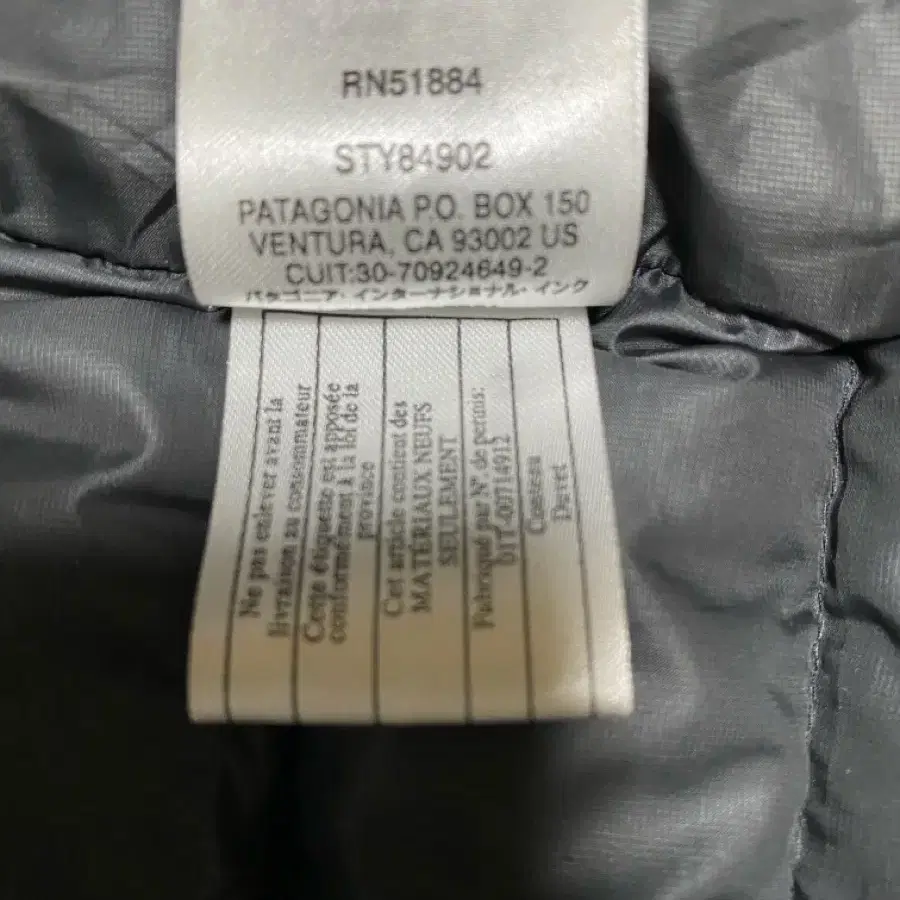 RN51884
STY84902
PATAGONIA P.O. BOX 150
VENTURA, CA 93002 US
CUIT:30-70924649-2
パタゴニア・インターナショナル・インク
Ne pas enlever avant la
livraison au consommateur
Cette étiquette est apposée
conformément à la loi de la
province
Cet article contient des
MATÉRIAUX NEUFS
SEULEMENT
Fabriqué par N° de permis:
Contenu
Duvet